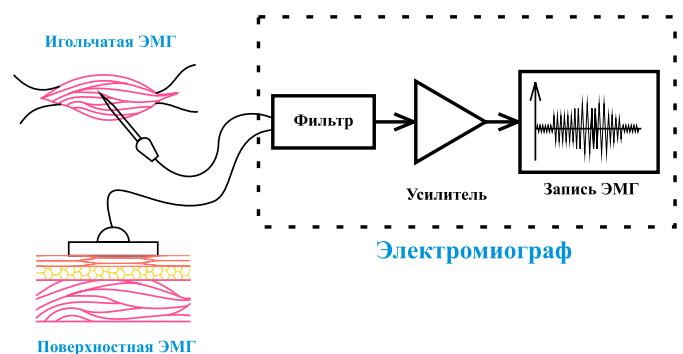 Игольчатая ЭМГ
Фильтр
Усилитель
Запись ЭМГ
Электромиограф
Поверхностная ЭМГ